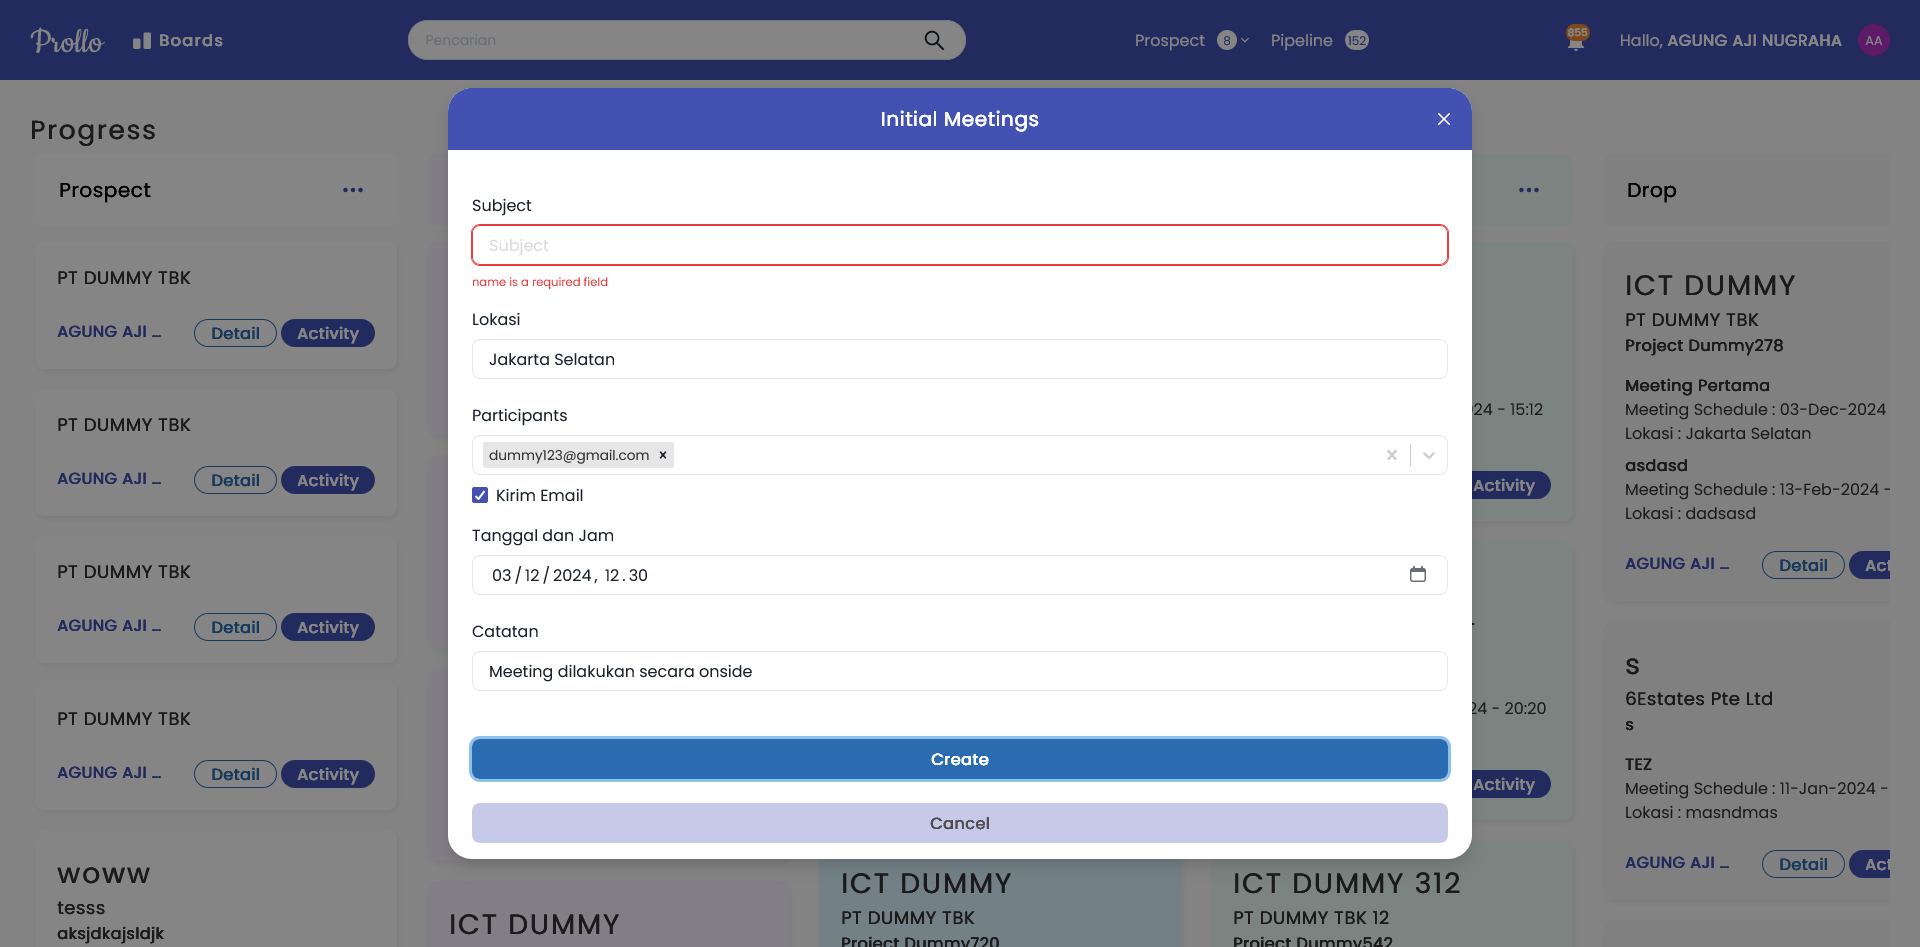 Prollo
Boards
Pencarian
Prospect 8
Pipeline 152
855
Hallo, AGUNG AJI NUGRAHA
AA
Progress
Prospect
PT DUMMY TBK
AGUNG AJI ... Detail Activity
PT DUMMY TBK
AGUNG AJI ... Detail Activity
PT DUMMY TBK
AGUNG AJI ... Detail Activity
PT DUMMY TBK
AGUNG AJI ... Detail Activity
WOWW
tesss
aksjdkajsldjk
Initial Meetings
Subject
Subject
name is a required field
Lokasi
Jakarta Selatan
Participants
dummy123@gmail.com
Kirim Email
Tanggal dan Jam
03/12/2024, 12.30
Catatan
Meeting dilakukan secara onside
Create
Cancel
ICT DUMMY
ICT DUMMY
PT DUMMY TBK
Project Dummy720
24 - 15:12
Activity
24 - 20:20
Activity
ICT DUMMY 312
PT DUMMY TBK 12
Project Dummy542
Drop
ICT DUMMY
PT DUMMY TBK
Project Dummy278
Meeting Pertama
Meeting Schedule : 03-Dec-2024
Lokasi : Jakarta Selatan
asdasd
Meeting Schedule : 13-Feb-2024 -
Lokasi : dadsasd
AGUNG AJI ... Detail Act
S
6Estates Pte Ltd
s
TEZ
Meeting Schedule : 11-Jan-2024 -
Lokasi : masndmas
AGUNG AJI ... Detail Act